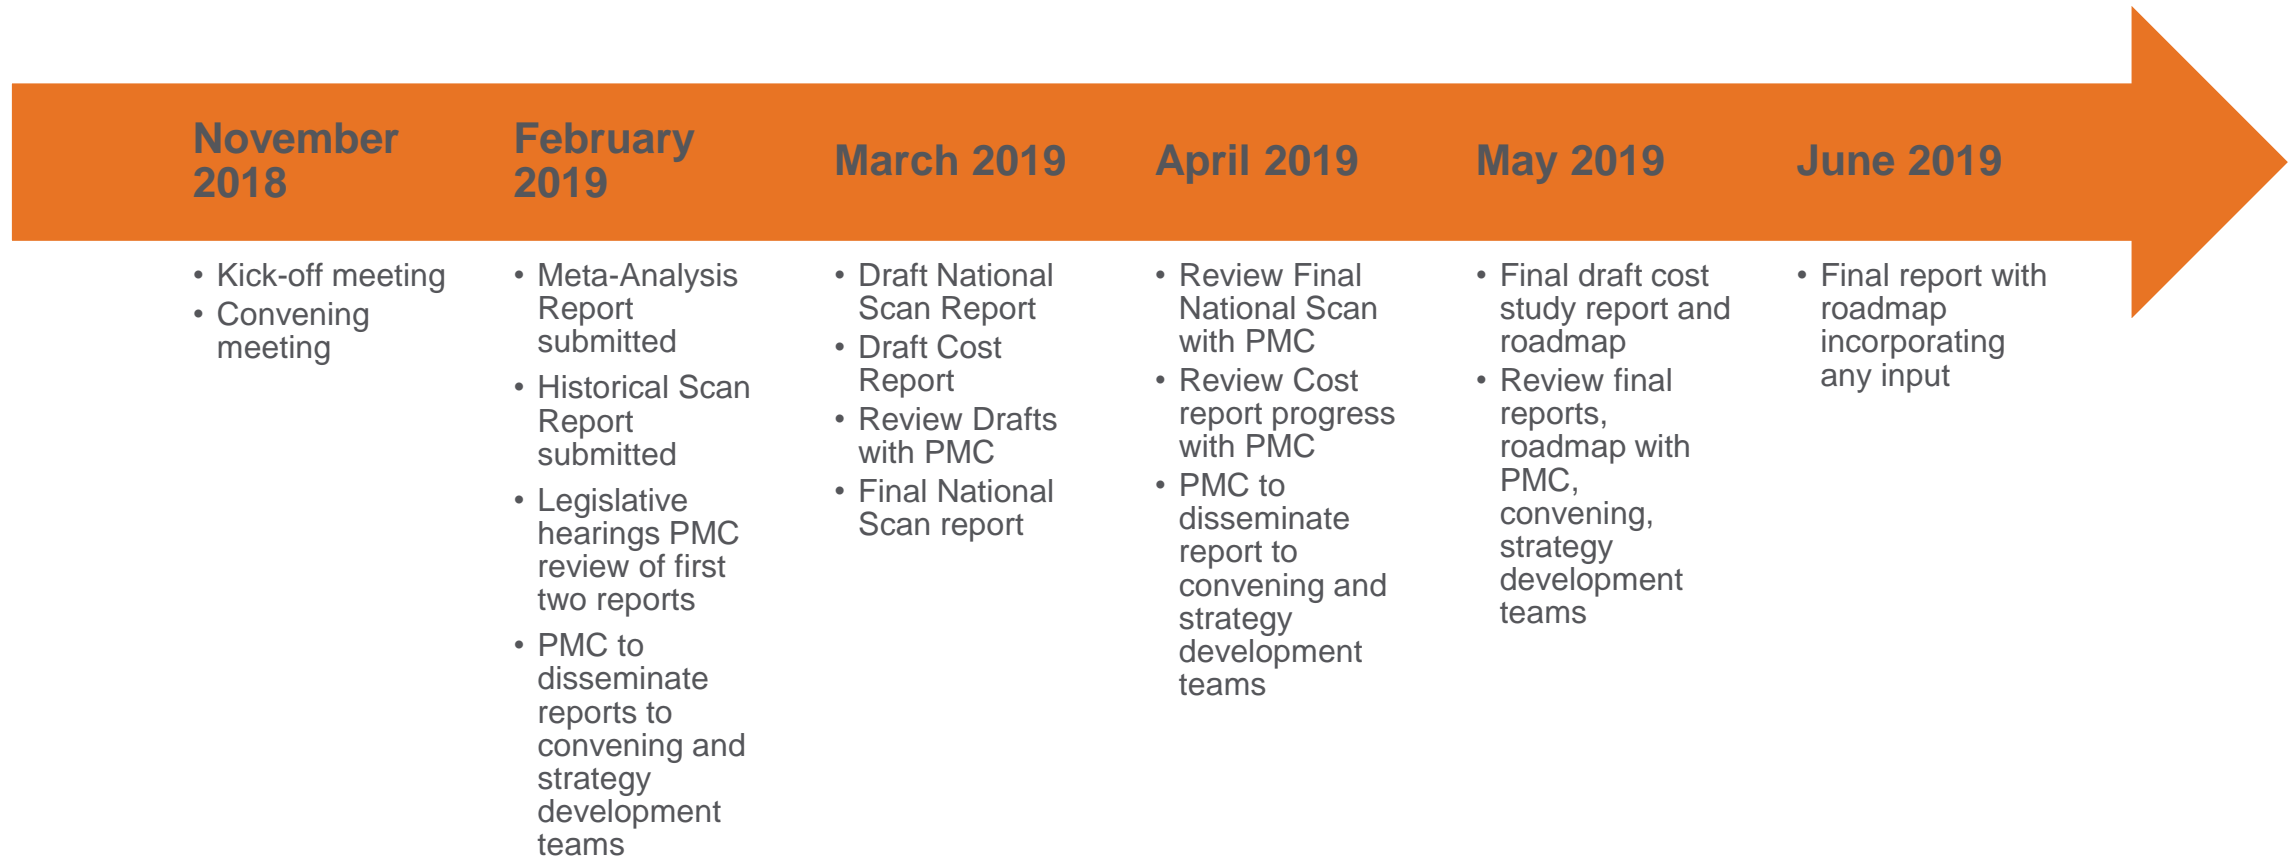 November
2018
• Kick-off meeting
• Convening
meeting
February
2019
• Meta-Analysis
Report
submitted
• Historical Scan
Report
submitted
• Legislative
hearings PMC
review of first
two reports
• PMC to
disseminate
reports to
convening and
strategy
development
teams
March 2019
• Draft National
Scan Report
• Draft Cost
Report
• Review Drafts
with PMC
• Final National
Scan report
April 2019
• Review Final
National Scan
with PMC
• Review Cost
report progress
with PMC
• PMC to
disseminate
report to
convening and
strategy
development
teams
May 2019
• Final draft cost
study report and
roadmap
• Review final
reports,
roadmap with
PMC,
convening,
strategy
development
teams
June 2019
• Final report with
roadmap
incorporating
any input